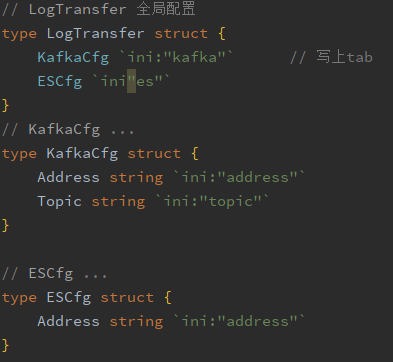 // LogTransfer 全局配置
type LogTransfer struct {
    KafkaCfg `ini:"kafka"`      // 写上tab
    ESCfg `ini"es"`
}
// KafkaCfg ...
type KafkaCfg struct {
    Address string `ini:"address"`
    Topic string `ini:"topic"`
}

// ESCfg ...
type ESCfg struct {
    Address string `ini:"address"`
}